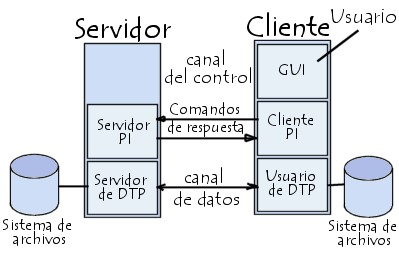 Servidor
Cliente
Usuario
canal
del control
GUI
Comandos
de respuesta
Servidor
PI
Cliente
PI
Servidor
de DTP
canal
de datos
Usuario
de DTP
Sistema de
archivos
Sistema de
archivos